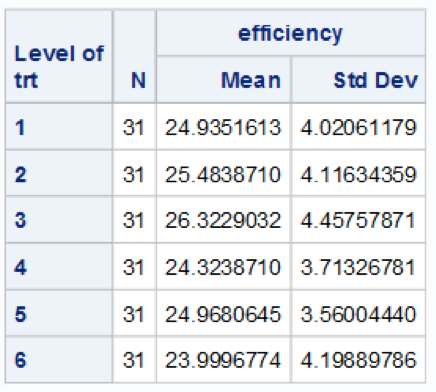 Level of trt N efficiency
Mean Std Dev
1 31 24.9351613 4.02061179
2 31 25.4838710 4.11634359
3 31 26.3229032 4.45757871
4 31 24.3238710 3.71326781
5 31 24.9680645 3.56004440
6 31 23.9996774 4.19889786